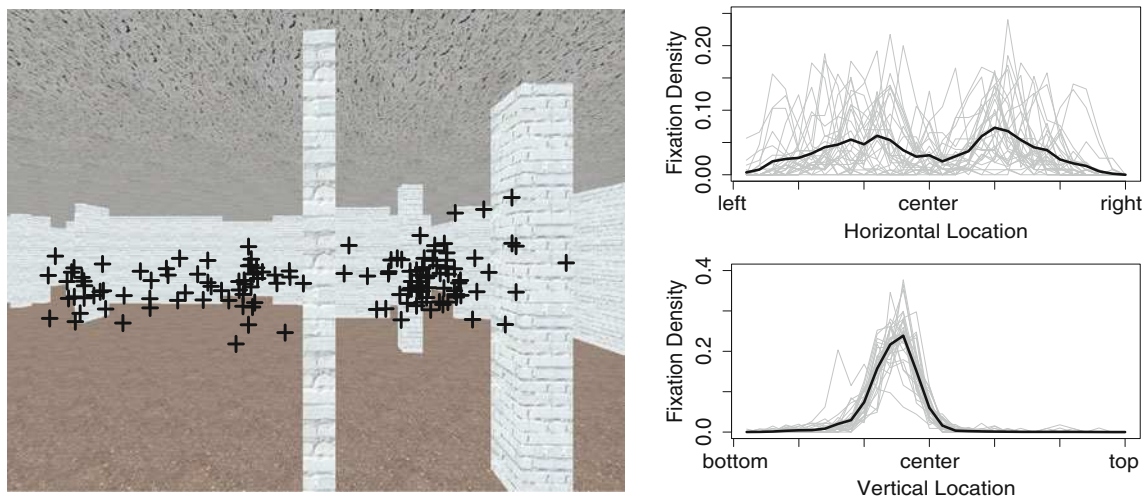 Fixation Density
0.00 0.10 0.20
left center right
Horizontal Location
Fixation Density
0.0 0.2 0.4
bottom center top
Vertical Location